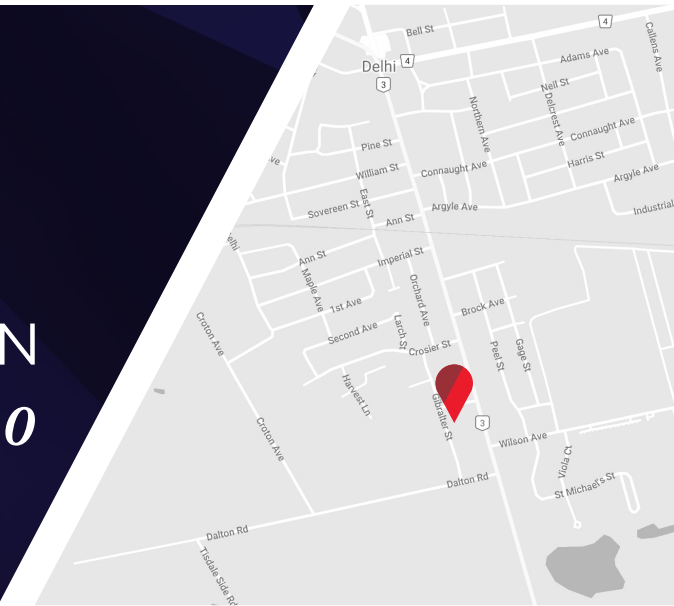 Bell St
4
Callens Ave
Delhi
4
3
Adams Ave
Nell St
Northern Ave
Delcrest Ave
Connaught Ave
Pine St
ve
William St
Connaught Ave
Harris St
Argyle Ave
East St
Sovereen St
Argyle Ave
Industrial
Ann St
elhi
Ann St
Imperial St
Maple Ave
Orchard Ave
1st Ave
Brock Ave
Croton Ave
Second Ave
Larch St
N
Crosier St
Peel St
Gage St
Harvest Ln
Gibralter St
0
3
Croton Ave
Wilson Ave
Viola Ct
Dalton Rd
St Michael's St
Dalton Rd
Tisdale Side Rd